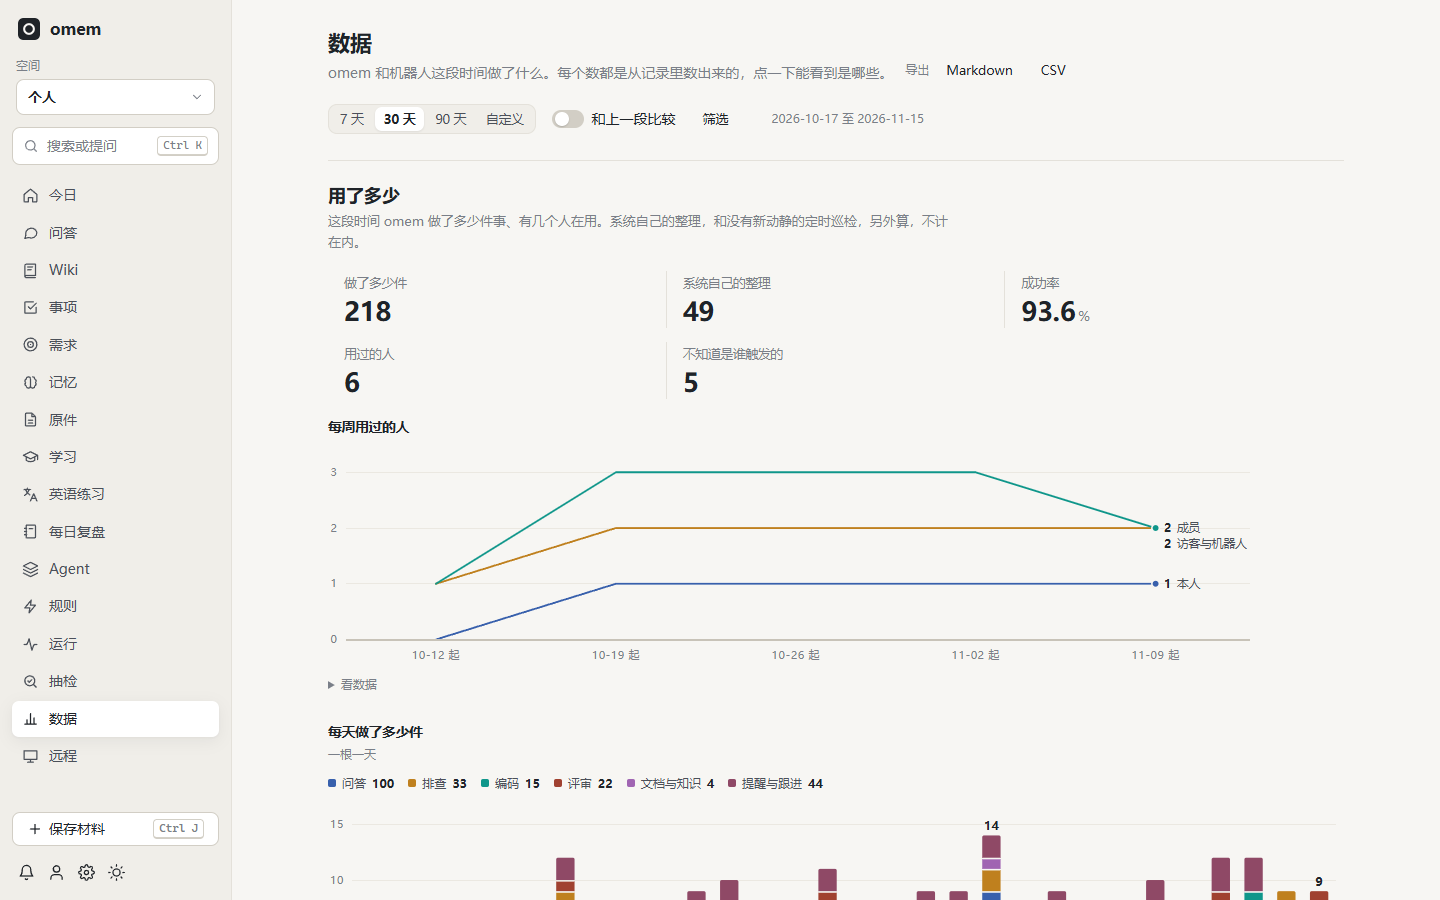 omem
空间
个人
搜索或提问 Ctrl K
今日
问答
Wiki
事项
需求
记忆
原件
学习
英语练习
每日复盘
Agent
规则
运行
抽检
数据
远程
保存材料 Ctrl J
数据
omem 和机器人这段时间做了什么。每个数都是从记录里数出来的，点一下能看到是哪些。 导出 Markdown CSV
7 天 30 天 90 天 自定义 和上一段比较 筛选 2026-10-17 至 2026-11-15
用了多少
这段时间 omem 做了多少件事、有几个人在用。系统自己的整理，和没有新动静的定时巡检，另外算，不计
在内。
做了多少件 系统自己的整理 成功率
218 49 93.6%
用过的人 不知道是谁触发的
6 5
每周用过的人
3
2
1
0
2 成员
2 访客与机器人
1 本人
10-12 起 10-19 起 10-26 起 11-02 起 11-09 起
看数据
每天做了多少件
一根一天
问答 100 排查 33 编码 15 评审 22 文档与知识 4 提醒与跟进 44
15
14
10
9